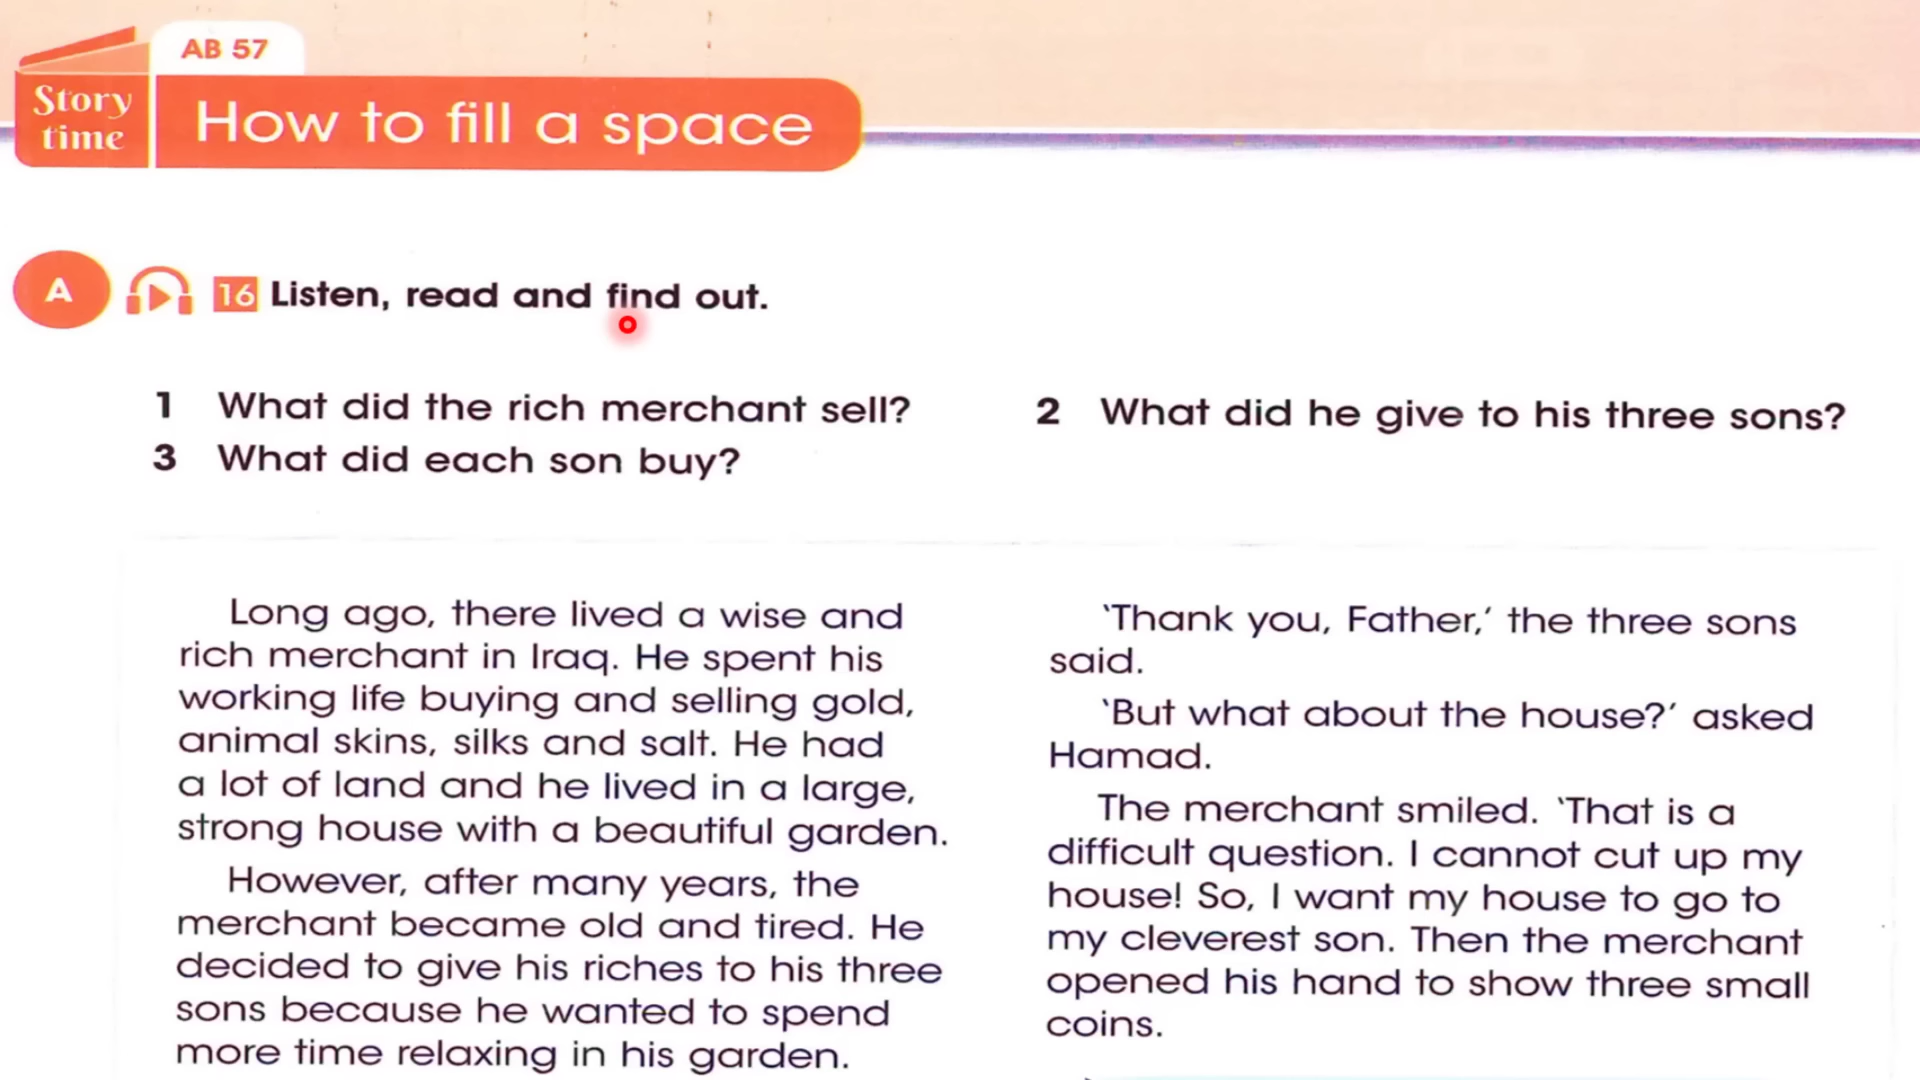 AB 57
Story
time
How to fill a space
A
16 Listen, read and find out.
1 What did the rich merchant sell?
2 What did he give to his three sons?
3 What did each son buy?
Long ago, there lived a wise and
rich merchant in Iraq. He spent his
working life buying and selling gold,
animal skins, silks and salt. He had
a lot of land and he lived in a large,
strong house with a beautiful garden.
However, after many years, the
merchant became old and tired. He
decided to give his riches to his three
sons because he wanted to spend
more time relaxing in his garden.
‘Thank you, Father,’ the three sons
said.
‘But what about the house?’ asked
Hamad.
The merchant smiled. ‘That is a
difficult question. I cannot cut up my
house! So, I want my house to go to
my cleverest son. Then the merchant
opened his hand to show three small
coins.